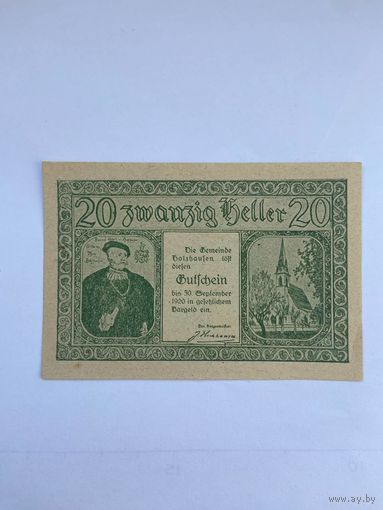 20 zwanzig Heller 20
Die Gemeinde
Holzhausen löst
diesen
Gutschein
bis 30. September
1920 in gesetzlichem
Bargeld ein.
Der Bürgermeister:
www.ay.by